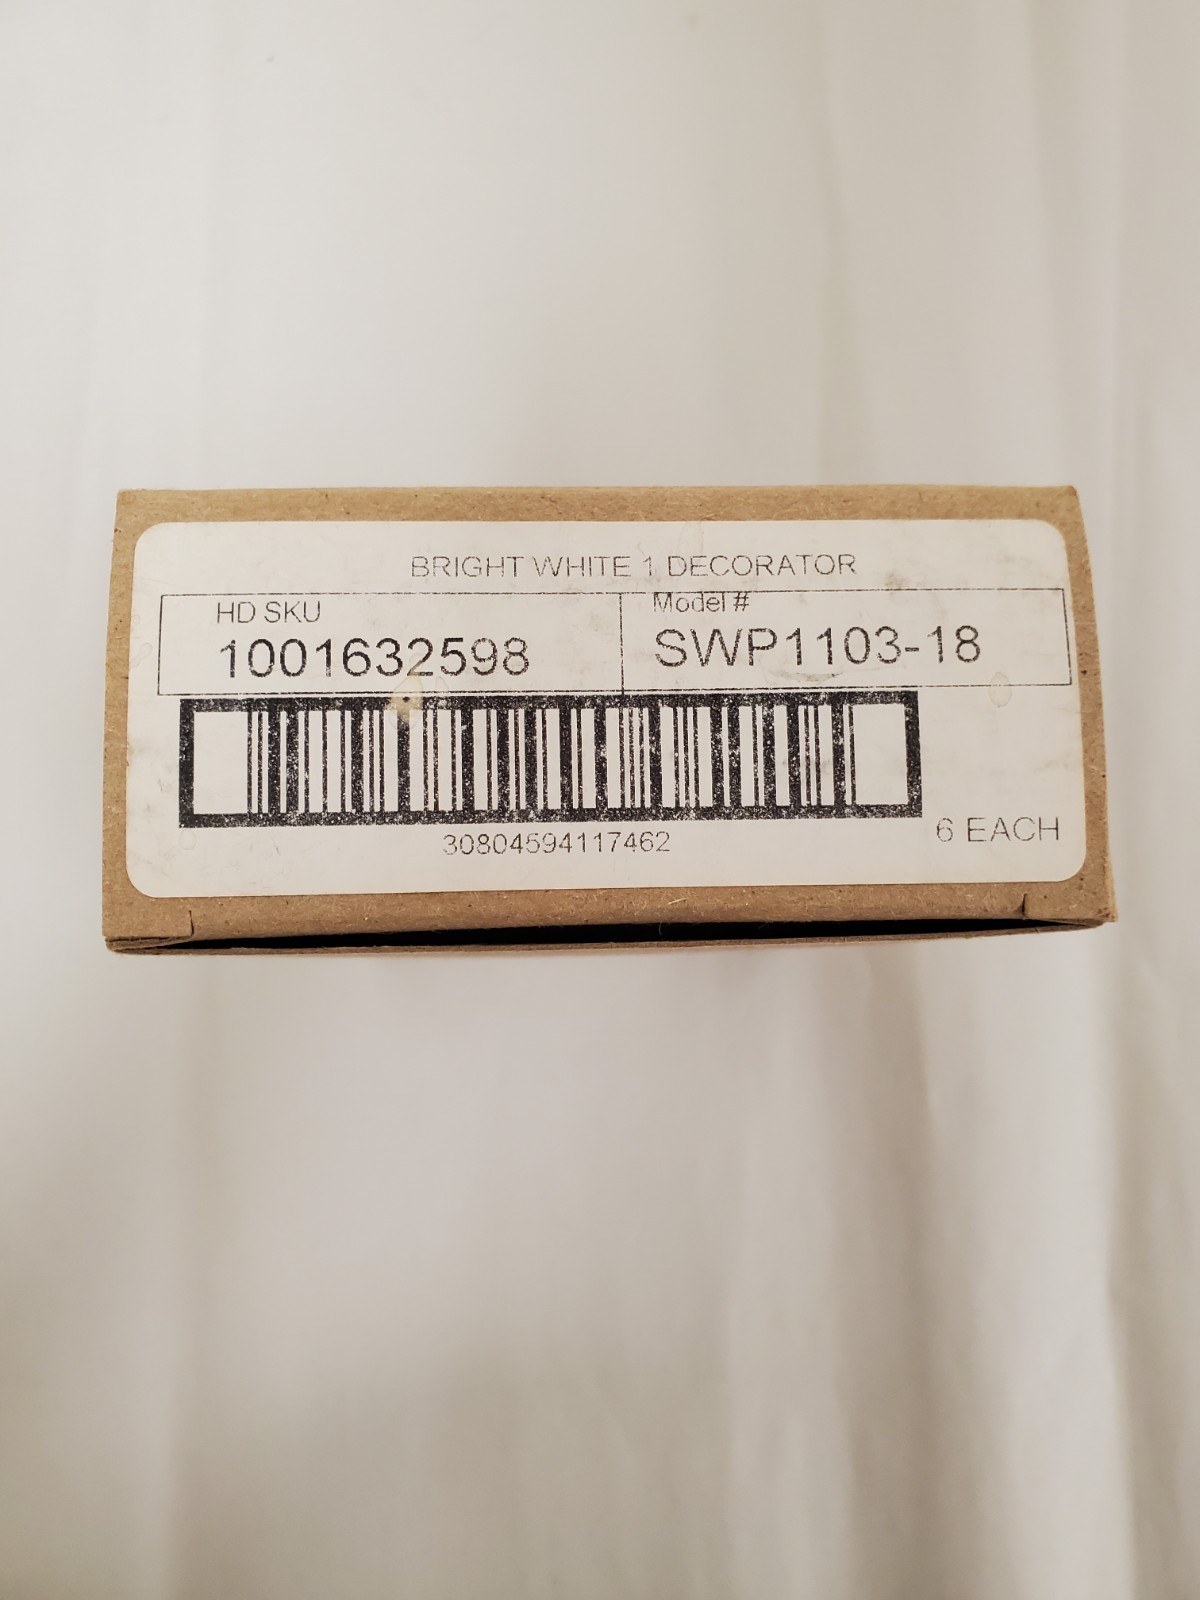 BRIGHT WHITE 1 DECORATOR
HD SKU
1001632598
Model #
SWP1103-18
30804594117462
6 EACH